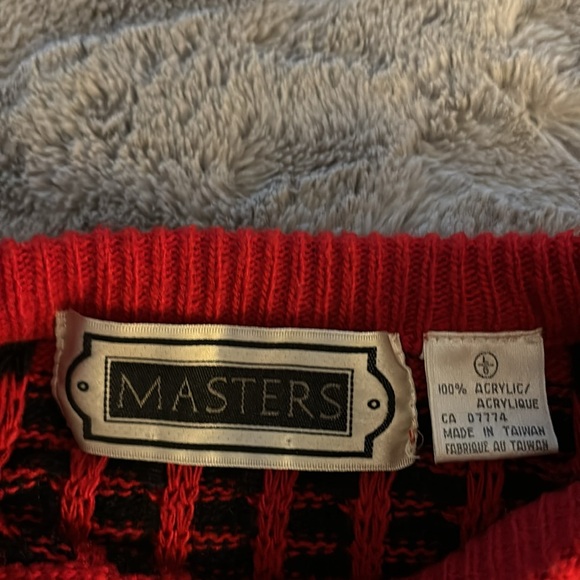 MASTERS
L
100% ACRYLIC/
ACRYLIQUE
CA 07774
MADE IN TAIWAN
FABRIQUE AU TAIWAN